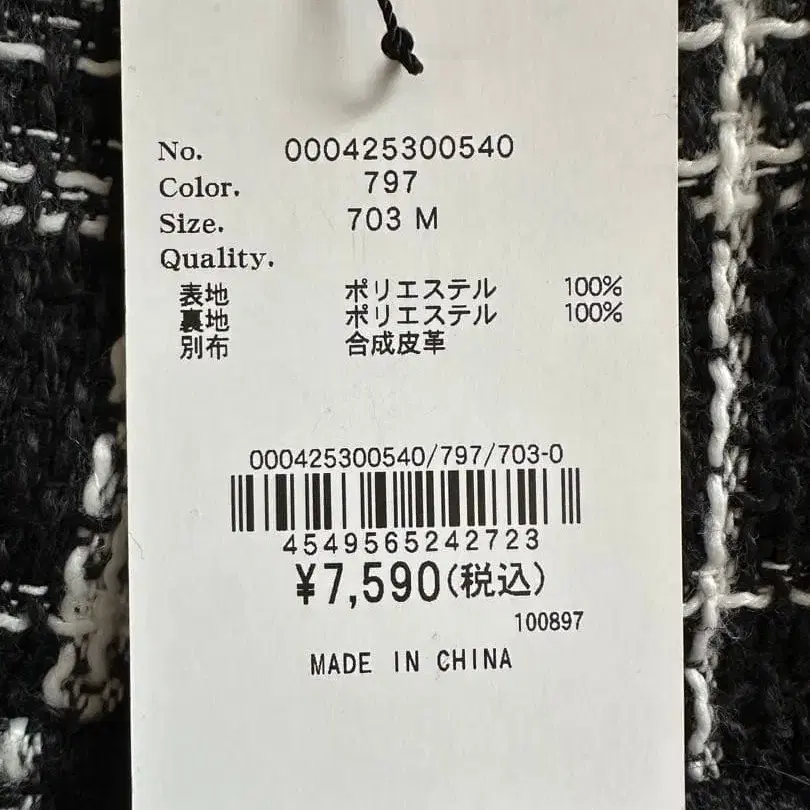 No. 000425300540
Color. 797
Size. 703 M
Quality.
表地 ポリエステル 100%
裏地 ポリエステル 100%
別布 合成皮革
000425300540/797/703-0
4549565242723
¥7,590(税込)
100897
MADE IN CHINA